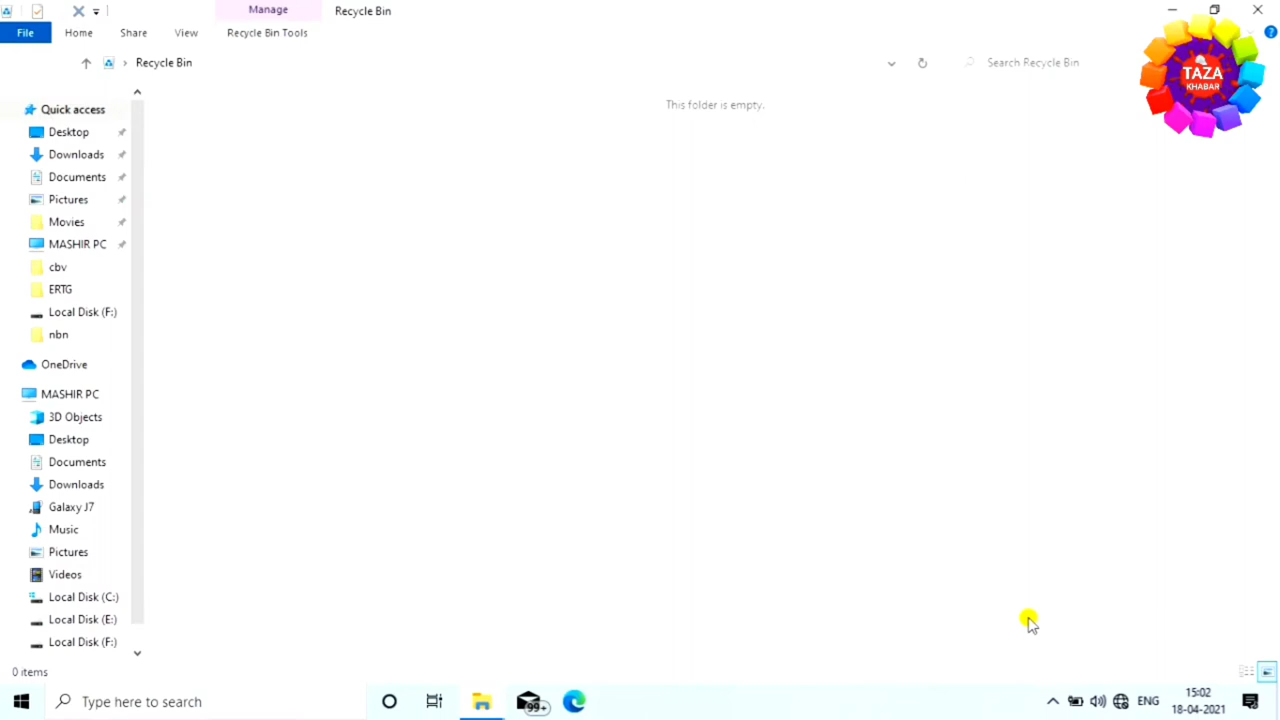 Manage
Recycle Bin
File
Home
Share
View
Recycle Bin Tools
Recycle Bin
Search Recycle Bin
TAZA
KHABAR
This folder is empty.
Quick access
Desktop
Downloads
Documents
Pictures
Movies
MASHIR PC
cbv
ERTG
Local Disk (F:)
nbn
OneDrive
MASHIR PC
3D Objects
Desktop
Documents
Downloads
Galaxy J7
Music
Pictures
Videos
Local Disk (C:)
Local Disk (E:)
Local Disk (F:)
0 items
Type here to search
99+
ENG
15:02
18-04-2021